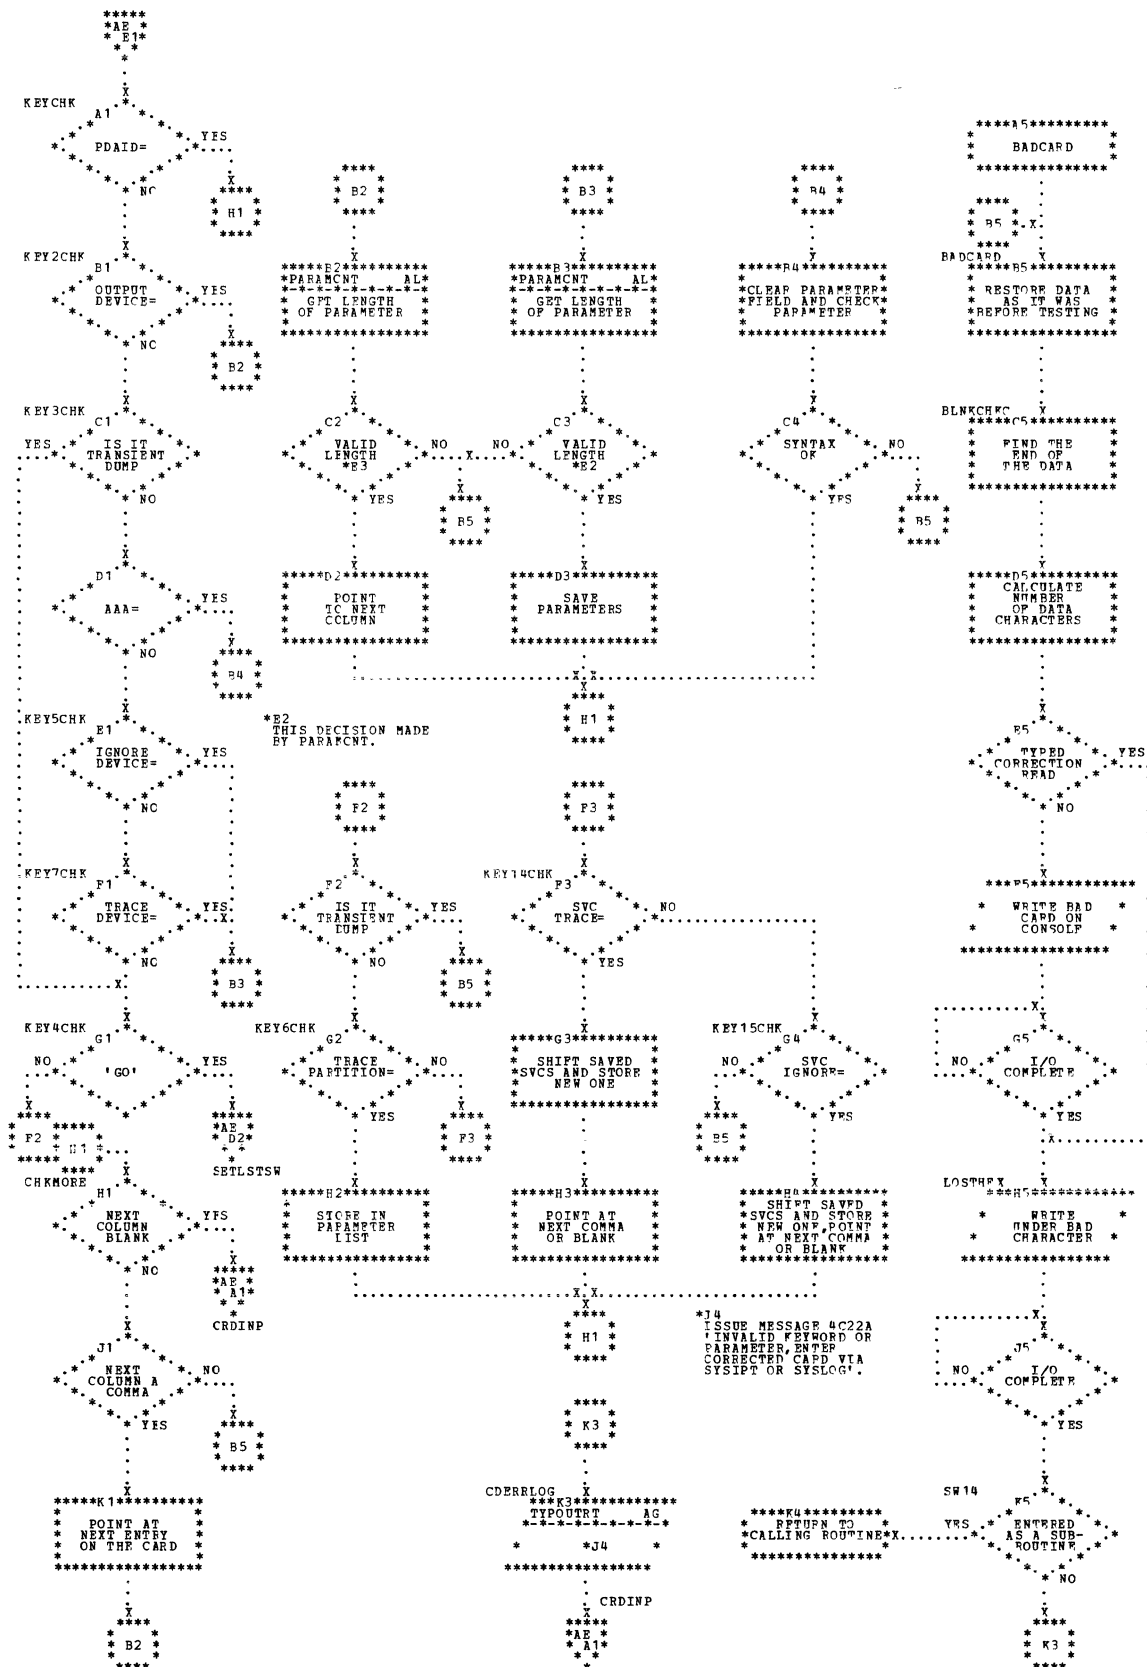 AE
E1
KEYCHK
A1
PDAID=
YES
NO
H1
KEY2CHK
B1
OUTPUT
DEVICE=
YES
NO
B2
KEY3CHK
C1
YES
IS IT
TRANSIENT
DUMP
NO
D1
AAA=
YES
NO
B4
KEY5CHK
E1
IGNORE
DEVICE=
YES
NO
KEY7CHK
F1
TRACE
DEVICE=
YES
NO
B3
KEY4CHK
G1
NO
'GO'
YES
F2
H1
AE
D2
SETLSTSW
CHKMORE
H1
NEXT
COLUMN
BLANK
YES
NO
AE
A1
CRDINP
J1
NEXT
COLUMN A
COMMA
NO
YES
B5
K1
POINT AT
NEXT ENTRY
ON THE CARD
B2
B2
B2
PARAMCNT AL
GET LENGTH
OF PARAMETER
C2
VALID
LENGTH
*E3
NO
YES
B5
D2
POINT
TO NEXT
COLUMN
*E2
THIS DECISION MADE
BY PARAMCNT.
F2
F2
IS IT
TRANSIENT
DUMP
YES
NO
B5
KEY6CHK
G2
TRACE
PARTITION=
NO
YES
F3
H2
STORE IN
PARAMETER
LIST
B3
B3
PARAMCNT AL
GET LENGTH
OF PARAMETER
C3
NO
VALID
LENGTH
*E2
YES
D3
SAVE
PARAMETERS
H1
F3
KEY14CHK
F3
SVC
TRACE=
NO
YES
G3
SHIFT SAVED
SVCS AND STORE
NEW ONE
H3
POINT AT
NEXT COMMA
OR BLANK
H1
K3
CDERRLOG
K3
TYPOUTRT AG
*J4
CRDINP
AE
A1
B4
B4
CLEAR PARAMETER
FIELD AND CHECK
PARAMETER
C4
SYNTAX
OK
NO
YES
B5
KEY15CHK
G4
NO
SVC
IGNORE=
YES
B5
H4
SHIFT SAVED
SVCS AND STORE
NEW ONE,POINT
AT NEXT COMMA
OR BLANK
*J4
ISSUE MESSAGE 4C22A
'INVALID KEYWORD OR
PARAMETER,ENTER
CORRECTED CARD VIA
SYSIPT OR SYSLOG'.
K4
RETURN TO
CALLING ROUTINE
A5
BADCARD
B5
BADCARD
B5
RESTORE DATA
AS IT WAS
BEFORE TESTING
BLNKCHK
C5
FIND THE
END OF
THE DATA
D5
CALCULATE
NUMBER
OF DATA
CHARACTERS
E5
TYPED
CORRECTION
READ
YES
NO
F5
WRITE BAD
CARD ON
CONSOLE
G5
NO
I/O
COMPLETE
YES
LOSTHEX
H5
WRITE
UNDER BAD
CHARACTER
J5
NO
I/O
COMPLETE
YES
SW14
K5
YES
ENTERED
AS A SUB-
ROUTINE
NO
K3